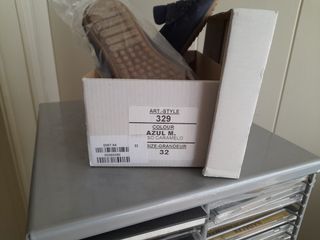 ART.-STYLE
329
COLOUR
AZUL M.
SO CARAMELO
SIZE-GRANDEUR
32